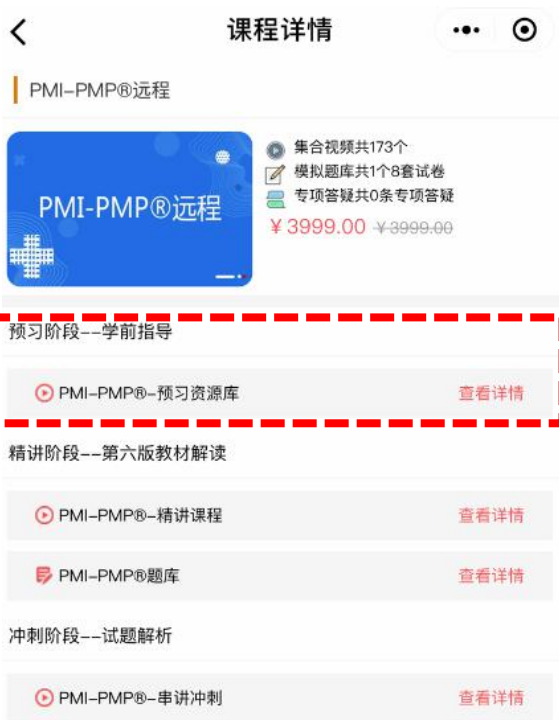 课程详情
PMI-PMP®远程
PMI-PMP®远程
集合视频共173个
模拟题库共1个8套试卷
专项答疑共0条专项答疑
¥3999.00 ¥3999.00
预习阶段--学前指导
PMI-PMP®-预习资源库 查看详情
精讲阶段--第六版教材解读
PMI-PMP®-精讲课程 查看详情
PMI-PMP®题库 查看详情
冲刺阶段--试题解析
PMI-PMP®-串讲冲刺 查看详情